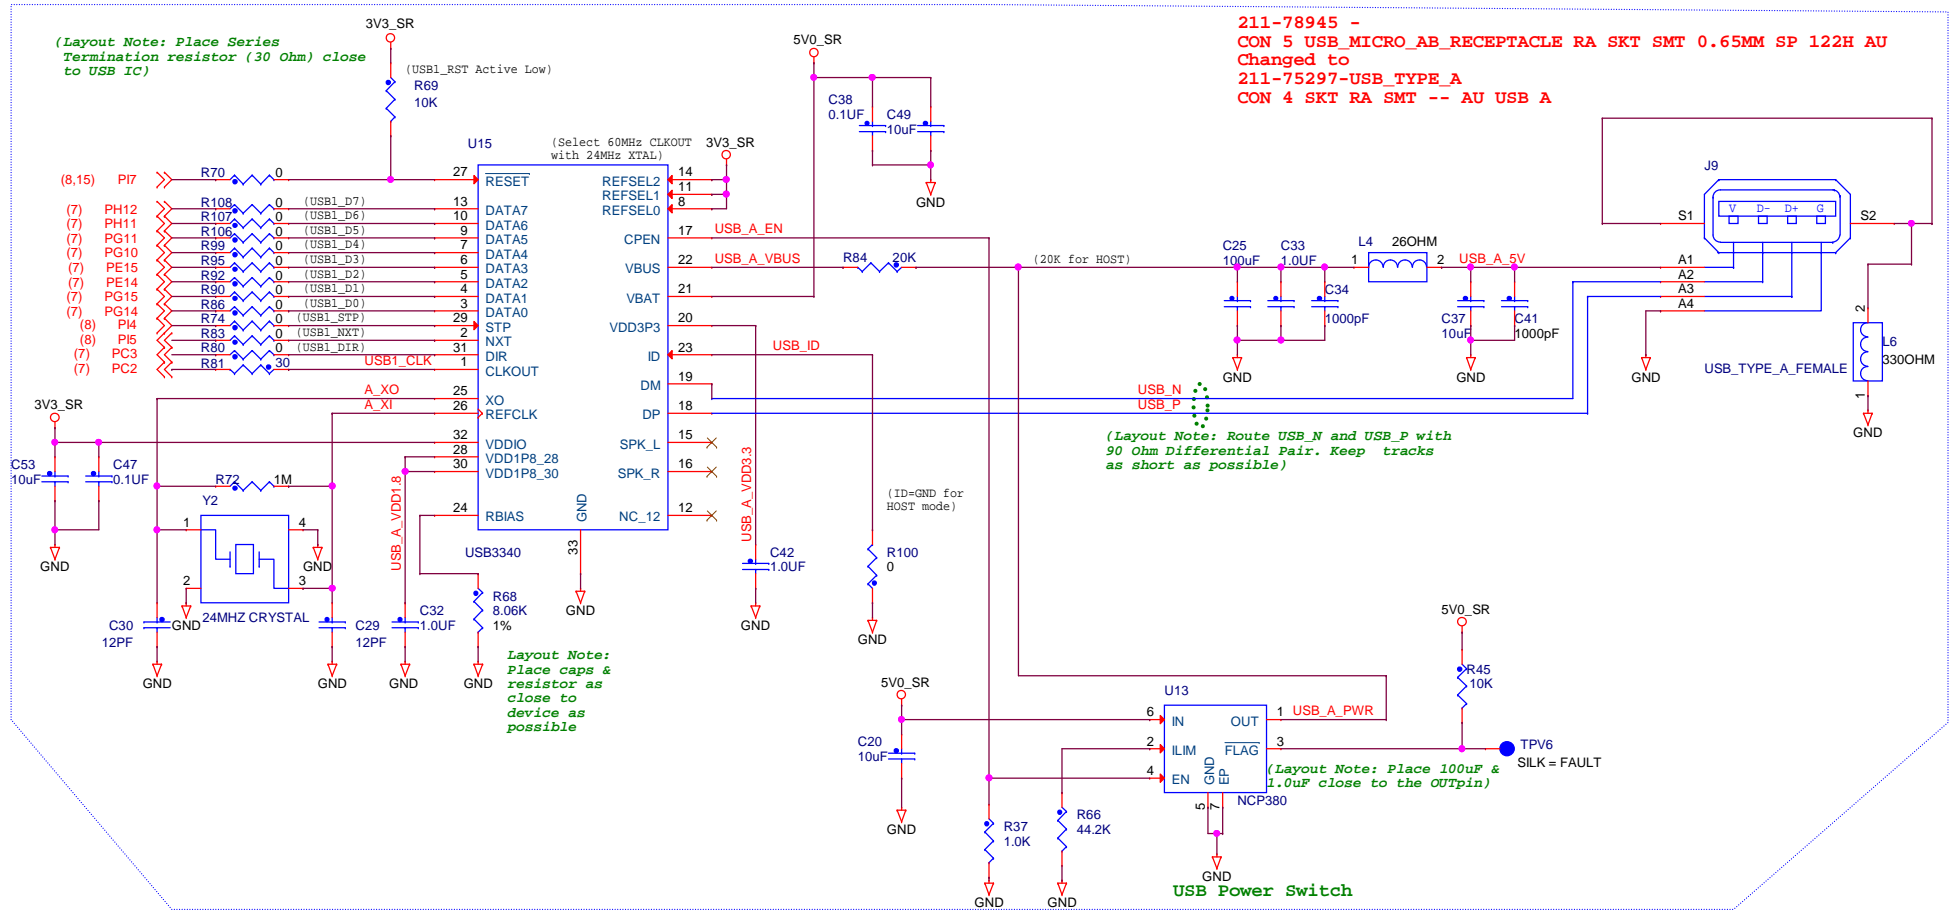 (Layout Note: Place Series
Termination resistor (30 Ohm) close
to USB IC)
3V3_SR
(USB1_RST Active Low)
R69
10K
5V0_SR
C38
0.1UF
C49
10uF
GND
211-78945 -
CON 5 USB_MICRO_AB_RECEPTACLE RA SKT SMT 0.65MM SP 122H AU
Changed to
211-75297-USB_TYPE_A
CON 4 SKT RA SMT -- AU USB A
U15
(Select 60MHz CLKOUT
with 24MHz XTAL)
3V3_SR
(8,15) PI7 R70 0 27 RESET
(7) PH12 R108 0 (USB1_D7) 13 DATA7
(7) PH11 R107 0 (USB1_D6) 10 DATA6
(7) PG11 R106 0 (USB1_D5) 9 DATA5
(7) PG10 R99 0 (USB1_D4) 7 DATA4
(7) PE15 R95 0 (USB1_D3) 6 DATA3
(7) PE14 R92 0 (USB1_D2) 5 DATA2
(7) PG15 R90 0 (USB1_D1) 4 DATA1
(7) PG14 R86 0 (USB1_D0) 3 DATA0
(8) PI4 R74 0 (USB1_STP) 29 STP
(8) PI5 R83 0 (USB1_NXT) 2 NXT
(7) PC3 R80 0 (USB1_DIR) 31 DIR
(7) PC2 R81 30 USB1_CLK 1 CLKOUT
A_XO 25 XO
A_XI 26 REFCLK
32 VDDIO
28 VDD1P8_28
30 VDD1P8_30
24 RBIAS
REFSEL2 14
REFSEL1 11
REFSEL0 8
CPEN 17 USB_A_EN
VBUS 22 USB_A_VBUS R84 20K (20K for HOST)
VBAT 21
VDD3P3 20
ID 23 USB_ID
DM 19 USB_N
DP 18 USB_P
SPK_L 15
SPK_R 16
NC_12 12
GND
33
USB3340
GND
3V3_SR
C53
10uF
C47
0.1UF
GND
R72 1M
Y2
1
4
2
3
GND
GND
24MHZ CRYSTAL
C30
12PF
GND
C29
12PF
GND
USB_A_VDD1.8
C32
1.0UF
GND
R68
8.06K
1%
GND
Layout Note:
Place caps &
resistor as
close to
device as
possible
USB_A_VDD3.3
C42
1.0UF
GND
(ID=GND for
HOST mode)
R100
0
GND
C25
100uF
C33
1.0UF
C34
1000pF
GND
L4
26OHM
1
2
USB_A_5V
C37
10uF
C41
1000pF
GND
(Layout Note: Route USB_N and USB_P with
90 Ohm Differential Pair. Keep tracks
as short as possible)
J9
V D- D+ G
S1
S2
A1
A2
A3
A4
GND
USB_TYPE_A_FEMALE
2
L6
330OHM
1
GND
5V0_SR
C20
10uF
GND
U13
6 IN
2 ILIM
4 EN
OUT 1 USB_A_PWR
FLAG 3
GND
EP
5
7
NCP380
GND
R37
1.0K
GND
R66
44.2K
GND
5V0_SR
R45
10K
TPV6
SILK = FAULT
(Layout Note: Place 100uF &
1.0uF close to the OUTpin)
USB Power Switch